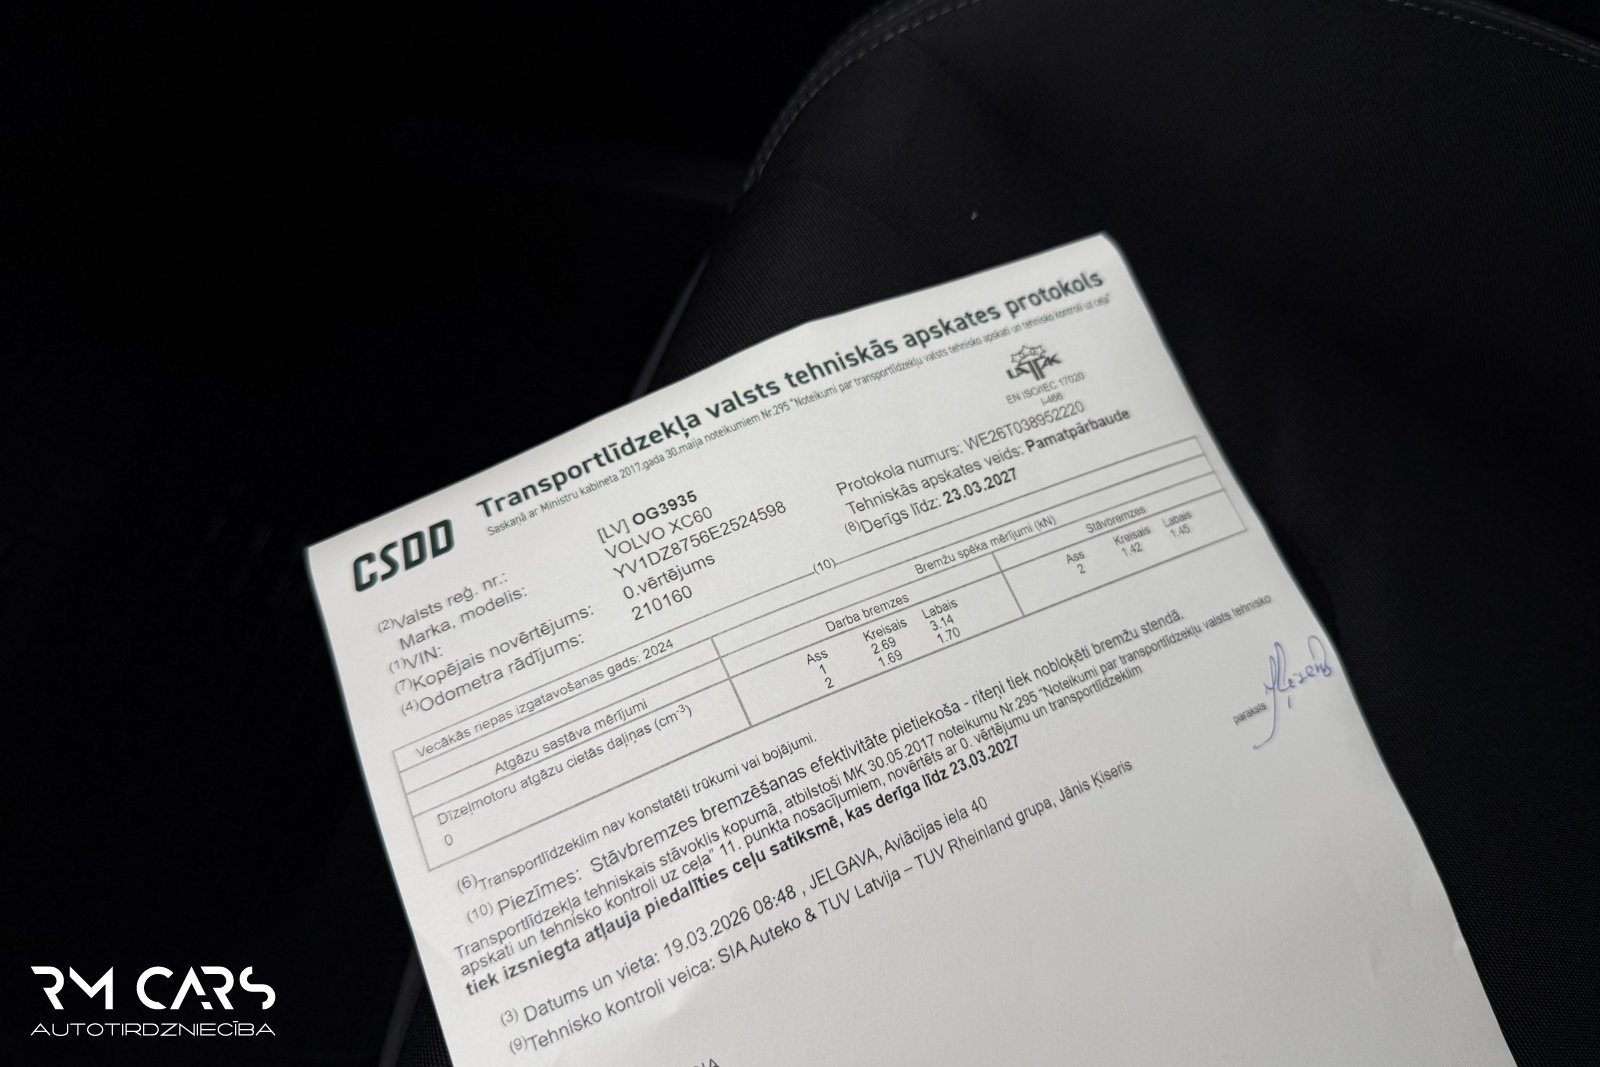 CSDD
Transportlīdzekļa valsts tehniskās apskates protokols
Saskaņā ar Ministru kabineta 2017.gada 30.maija noteikumiem Nr.295 "Noteikumi par transportlīdzekļu valsts tehnisko apskati un tehnisko kontroli uz ceļa"
LATAK
EN ISO/IEC 17020
I-466
(2)Valsts reģ. nr.: [LV] OG3935
Marka, modelis: VOLVO XC60
(1)VIN: YV1DZ8756E2524598
(7)Kopējais novērtējums: 0.vērtējums
(4)Odometra rādījums: 210160
Protokola numurs: WE26T038952220
Tehniskās apskates veids: Pamatpārbaude
(8)Derīgs līdz: 23.03.2027
(10)
Vecākās riepas izgatavošanas gads: 2024
Bremžu spēka mērījumi (kN)
Atgāzu sastāva mērījumi
Darba bremzes
Stāvbremzes
Dīzeļmotoru atgāzu cietās daļiņas (cm-3)
Ass Kreisais Labais
Ass Kreisais Labais
0
1 2.69 3.14
2 1.42 1.45
2 1.69 1.70
(6)Transportlīdzeklim nav konstatēti trūkumi vai bojājumi.
(10) Piezīmes: Stāvbremzes bremzēšanas efektivitāte pietiekoša - riteņi tiek nobloķēti bremžu stendā.
Transportlīdzekļa tehniskais stāvoklis kopumā, atbilstoši MK 30.05.2017 noteikumu Nr.295 "Noteikumi par transportlīdzekļu valsts tehnisko
apskati un tehnisko kontroli uz ceļa" 11. punkta nosacījumiem, novērtēts ar 0. vērtējumu un transportlīdzeklim
tiek izsniegta atļauja piedalīties ceļu satiksmē, kas derīga līdz 23.03.2027
(3) Datums un vieta: 19.03.2026 08:48 , JELGAVA, Aviācijas iela 40
(9)Tehnisko kontroli veica: SIA Auteko & TUV Latvija – TUV Rheinland grupa, Jānis Ķiseris
paraksts
RM CARS
AUTOTIRDZNIECĪBA